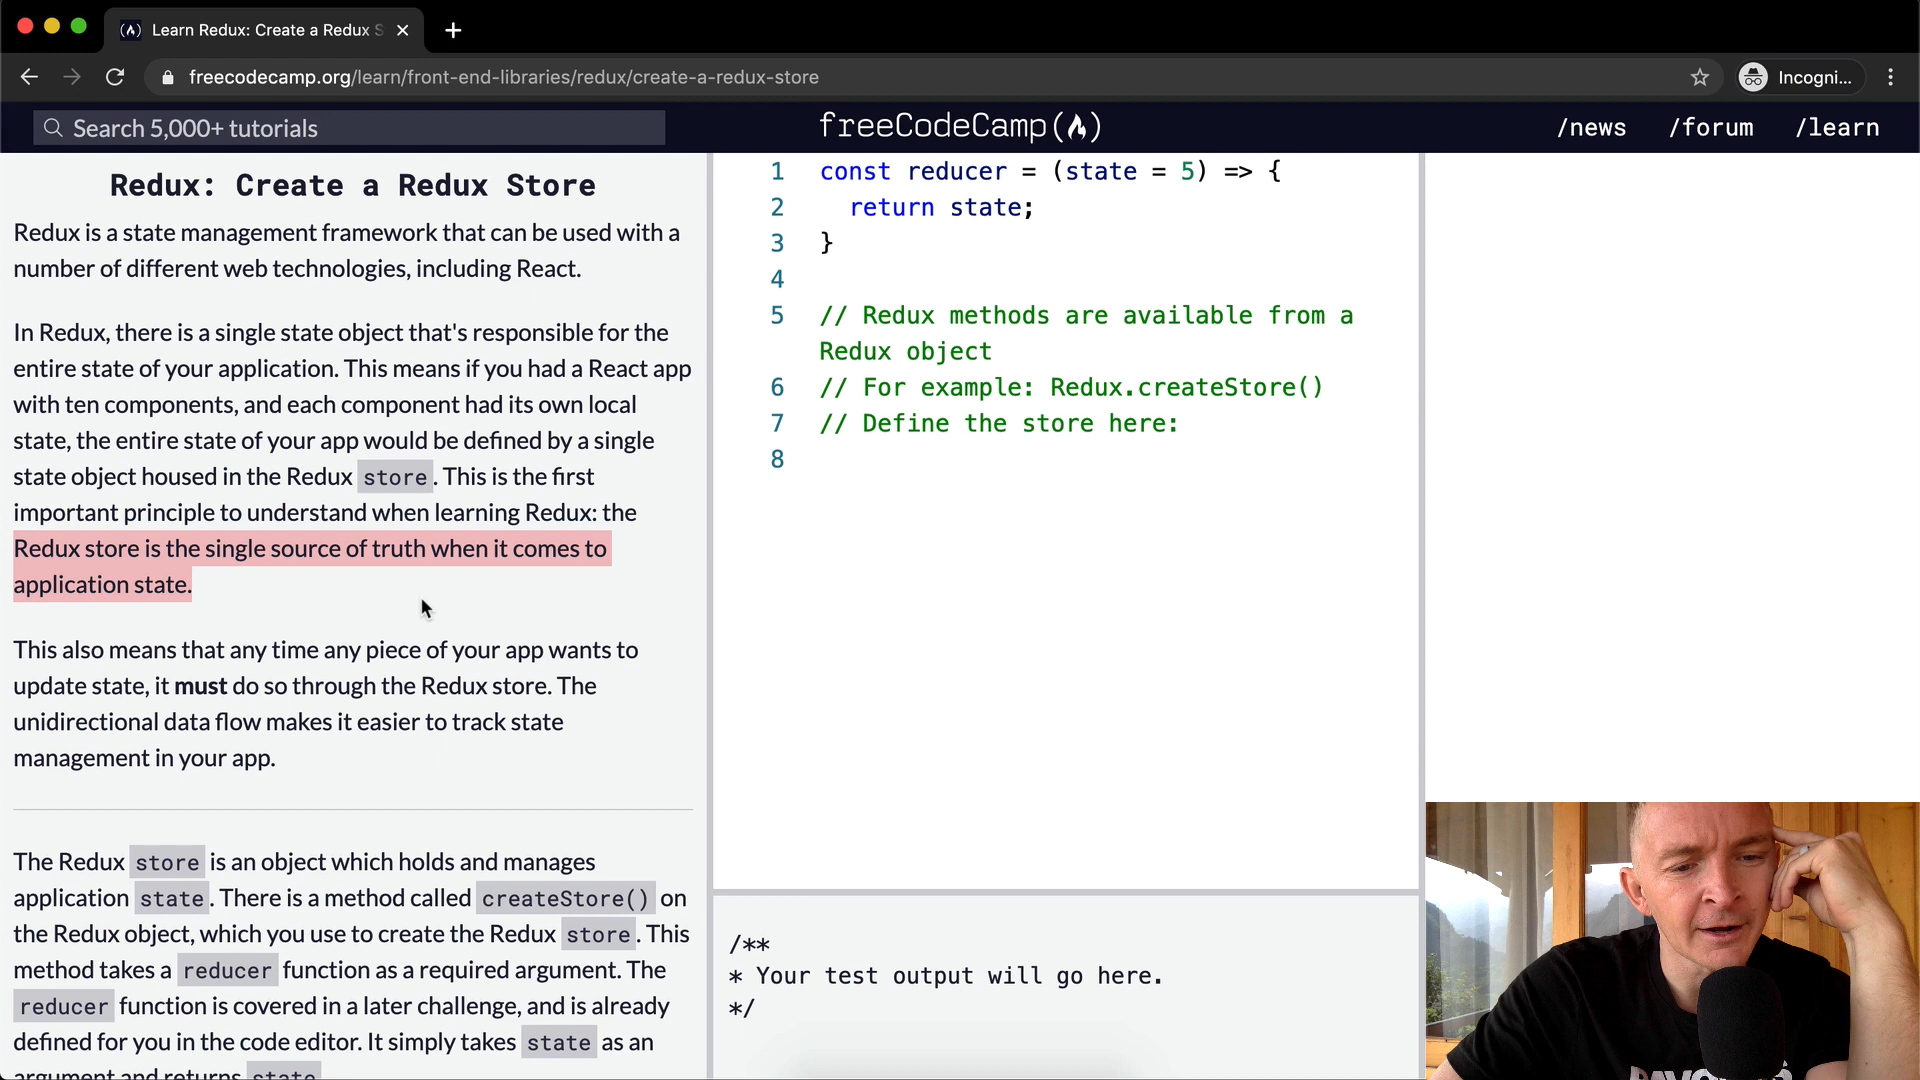 Learn Redux: Create a Redux S
freecodecamp.org/learn/front-end-libraries/redux/create-a-redux-store
Incogni...
Search 5,000+ tutorials
freeCodeCamp
/news
/forum
/learn
Redux: Create a Redux Store
Redux is a state management framework that can be used with a
number of different web technologies, including React.
In Redux, there is a single state object that's responsible for the
entire state of your application. This means if you had a React app
with ten components, and each component had its own local
state, the entire state of your app would be defined by a single
state object housed in the Redux store. This is the first
important principle to understand when learning Redux: the
Redux store is the single source of truth when it comes to
application state.
This also means that any time any piece of your app wants to
update state, it must do so through the Redux store. The
unidirectional data flow makes it easier to track state
management in your app.
The Redux store is an object which holds and manages
application state. There is a method called createStore() on
the Redux object, which you use to create the Redux store. This
method takes a reducer function as a required argument. The
reducer function is covered in a later challenge, and is already
defined for you in the code editor. It simply takes state as an
argument and returns state
1 const reducer = (state = 5) => {
2 return state;
3 }
4
5 // Redux methods are available from a
Redux object
6 // For example: Redux.createStore()
7 // Define the store here:
8
/**
* Your test output will go here.
*/